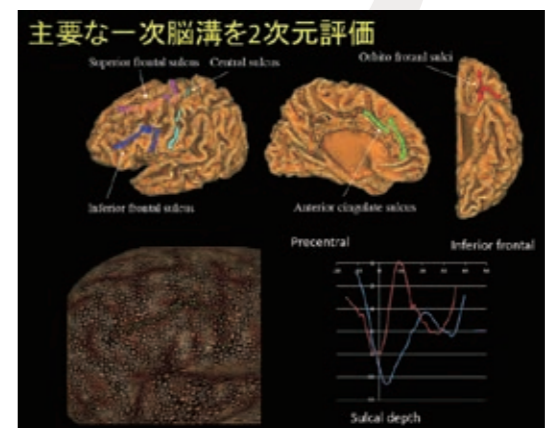 主要な一次脳溝を2次元評価
Superior frontal sulcus Central sulcus
Orbito frotanl sulci
Inferior frontal sulcus
Anterior cingulate sulcus
Precentral
Inferior frontal
Sulcal depth